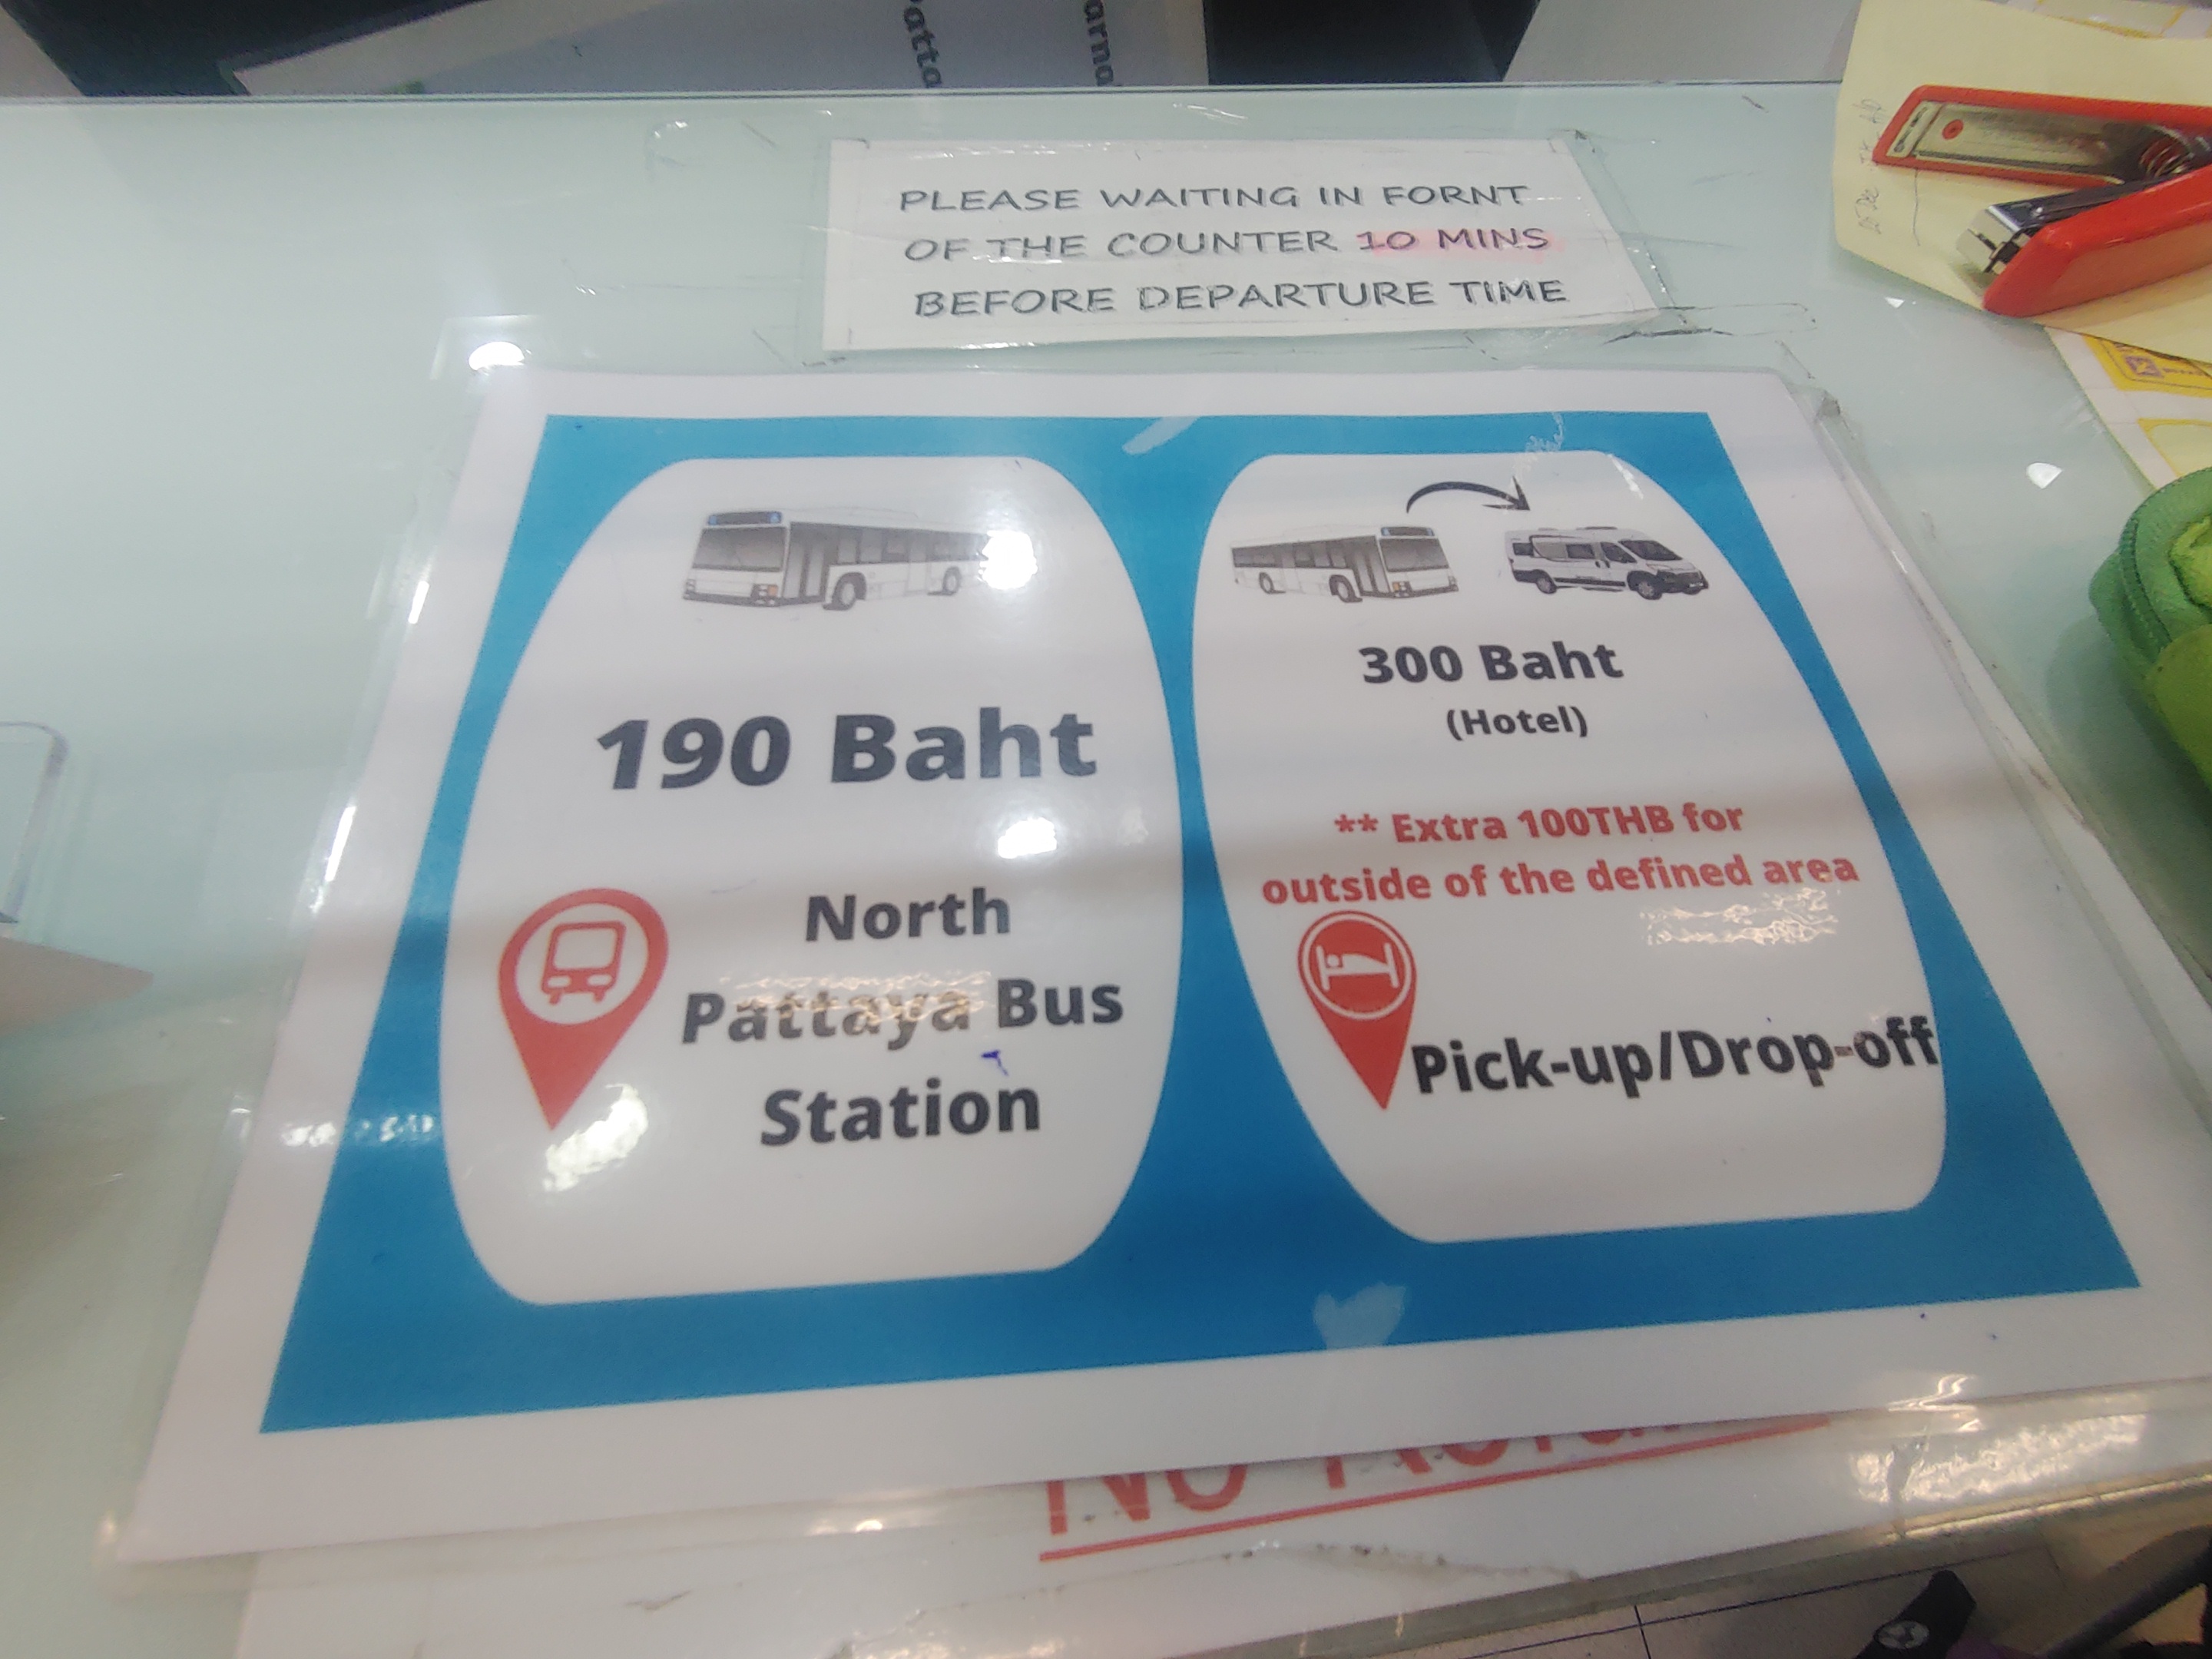 PLEASE WAITING IN FORNT
OF THE COUNTER 10 MINS
BEFORE DEPARTURE TIME
190 Baht
North
Pattaya Bus
Station
300 Baht
(Hotel)
** Extra 100THB for
outside of the defined area
Pick-up/Drop-off